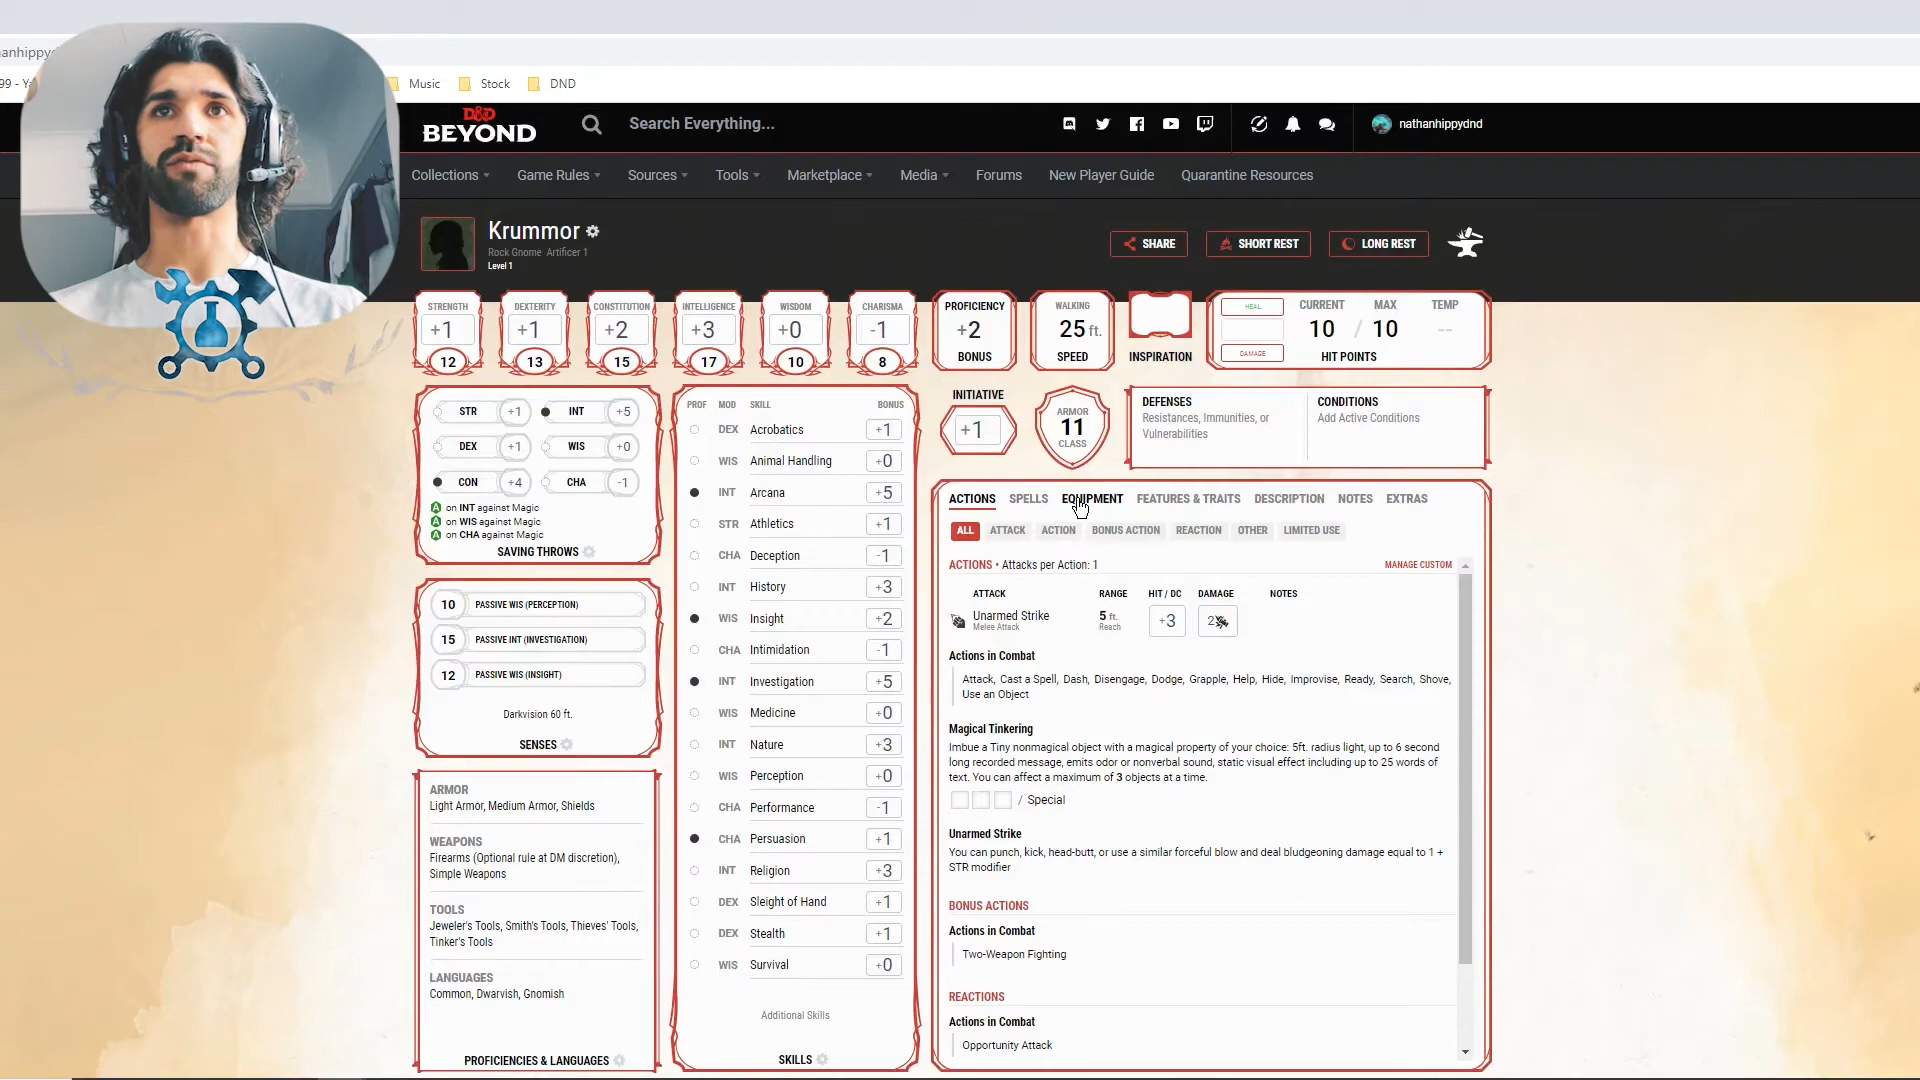 anhippyd
99 - Y
Music
Stock
DND
D&D
BEYOND
Search Everything...
nathanhippydnd
Collections
Game Rules
Sources
Tools
Marketplace
Media
Forums
New Player Guide
Quarantine Resources
Krummor
Rock Gnome Artificer 1
Level 1
SHARE
SHORT REST
LONG REST
STRENGTH
+1
12
DEXTERITY
+1
13
CONSTITUTION
+2
15
INTELLIGENCE
+3
17
WISDOM
+0
10
CHARISMA
-1
8
PROFICIENCY
+2
BONUS
WALKING
25 ft.
SPEED
INSPIRATION
HEAL
DAMAGE
CURRENT
MAX
TEMP
10 / 10 --
HIT POINTS
STR +1
INT +5
DEX +1
WIS +0
CON +4
CHA -1
A on INT against Magic
A on WIS against Magic
A on CHA against Magic
SAVING THROWS
10 PASSIVE WIS (PERCEPTION)
15 PASSIVE INT (INVESTIGATION)
12 PASSIVE WIS (INSIGHT)
Darkvision 60 ft.
SENSES
ARMOR
Light Armor, Medium Armor, Shields
WEAPONS
Firearms (Optional rule at DM discretion),
Simple Weapons
TOOLS
Jeweler's Tools, Smith's Tools, Thieves' Tools,
Tinker's Tools
LANGUAGES
Common, Dwarvish, Gnomish
PROFICIENCIES & LANGUAGES
PROF MOD SKILL BONUS
DEX Acrobatics +1
WIS Animal Handling +0
INT Arcana +5
STR Athletics +1
CHA Deception -1
INT History +3
WIS Insight +2
CHA Intimidation -1
INT Investigation +5
WIS Medicine +0
INT Nature +3
WIS Perception +0
CHA Performance -1
CHA Persuasion +1
INT Religion +3
DEX Sleight of Hand +1
DEX Stealth +1
WIS Survival +0
Additional Skills
SKILLS
INITIATIVE
+1
ARMOR
11
CLASS
DEFENSES
Resistances, Immunities, or
Vulnerabilities
CONDITIONS
Add Active Conditions
ACTIONS SPELLS EQUIPMENT FEATURES & TRAITS DESCRIPTION NOTES EXTRAS
ALL ATTACK ACTION BONUS ACTION REACTION OTHER LIMITED USE
ACTIONS • Attacks per Action: 1
MANAGE CUSTOM
ATTACK RANGE HIT / DC DAMAGE NOTES
Unarmed Strike 5 ft. +3 2
Melee Attack Reach
Actions in Combat
Attack, Cast a Spell, Dash, Disengage, Dodge, Grapple, Help, Hide, Improvise, Ready, Search, Shove,
Use an Object
Magical Tinkering
Imbue a Tiny nonmagical object with a magical property of your choice: 5ft. radius light, up to 6 second
long recorded message, emits odor or nonverbal sound, static visual effect including up to 25 words of
text. You can affect a maximum of 3 objects at a time.
/ Special
Unarmed Strike
You can punch, kick, head-butt, or use a similar forceful blow and deal bludgeoning damage equal to 1 +
STR modifier
BONUS ACTIONS
Actions in Combat
Two-Weapon Fighting
REACTIONS
Actions in Combat
Opportunity Attack